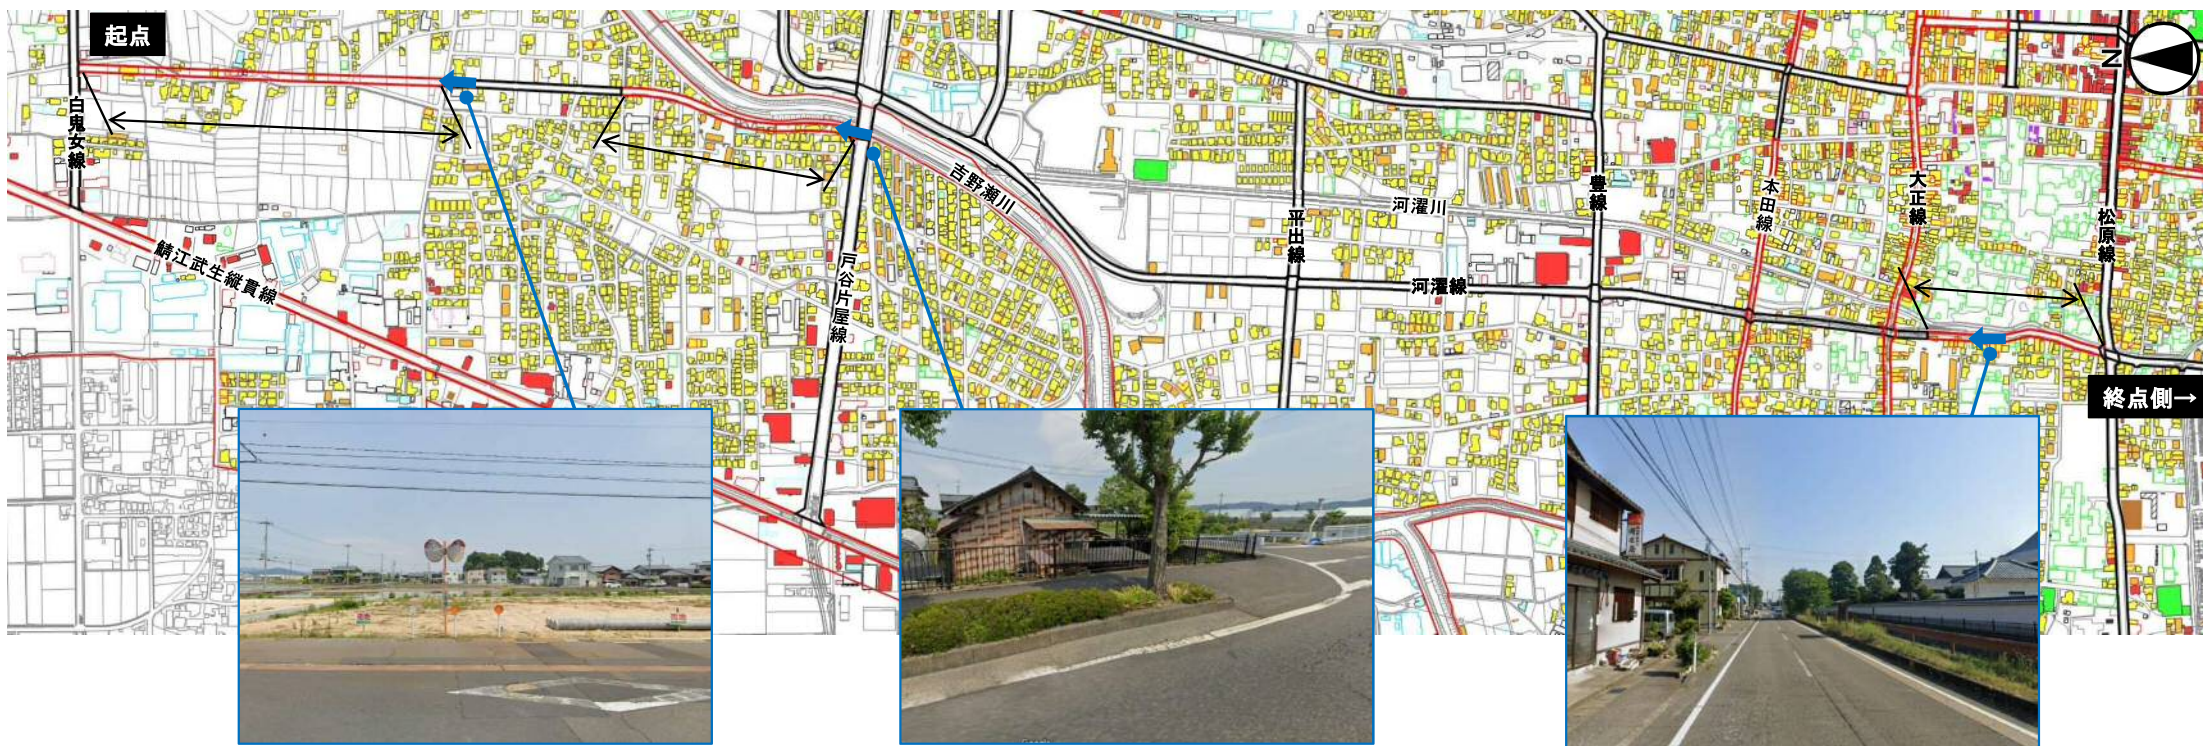 起点
白鬼女線
鯖江武生縦貫線
戸谷片屋線
吉野瀬川
河濯川
平出線
河濯線
豊線
本田線
大正線
松原線
N
終点側→